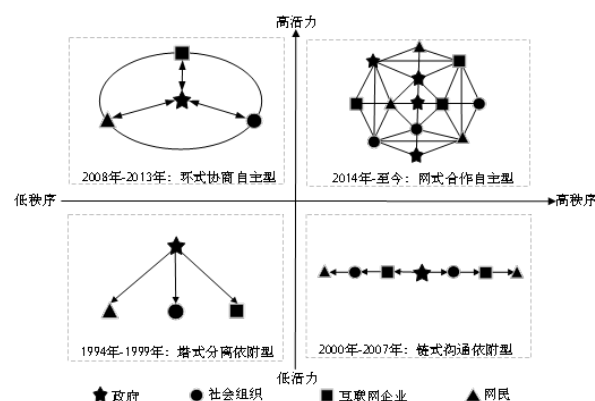 高活力
2008年-2013年：环式协商自主型
2014年-至今：网式合作自主型
低秩序
高秩序
1994年-1999年：塔式分离依附型
2000年-2007年：链式沟通依附型
低活力
政府 社会组织 互联网企业 网民